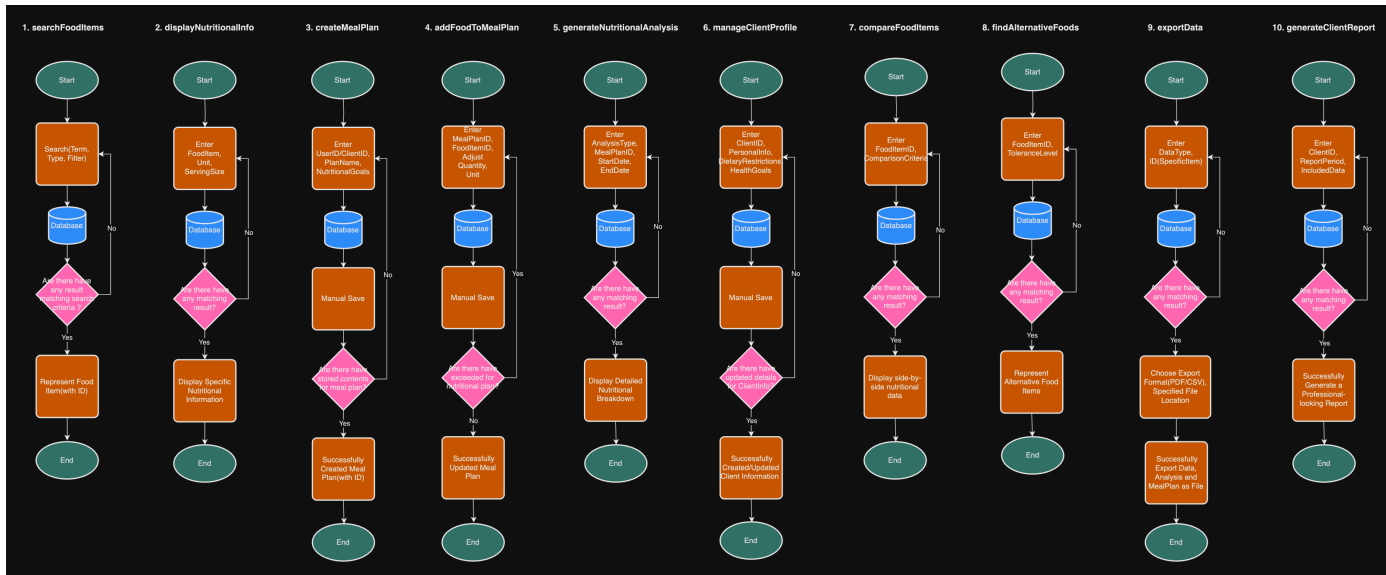 1. searchFoodItems
Start
Search(Term,
Type, Filter)
Database
No
Are there have
any result
matching search
criteria ?
Yes
Represent Food
Item(with ID)
End
2. displayNutritionalInfo
Start
Enter
FoodItem,
Unit,
ServingSize
Database
No
Are there have
any matching
result?
Yes
Display Specific
Nutritional
Information
End
3. createMealPlan
Start
Enter
UserID/ClientID,
PlanName,
NutritionalGoals
Database
No
Manual Save
Are there have
stored contents
for meal plan?
Yes
Successfully
Created Meal
Plan(with ID)
End
4. addFoodToMealPlan
Start
Enter
MealPlanID,
FoodItemID,
Adjust
Quantity,
Unit
Database
Yes
Manual Save
Are there have
exceeded for
nutritional plan?
No
Successfully
Updated Meal
Plan
End
5. generateNutritionalAnalysis
Start
Enter
AnalysisType,
MealPlanID,
StartDate,
EndDate
Database
No
Are there have
any matching
result?
Yes
Display Detailed
Nutritional
Breakdown
End
6. manageClientProfile
Start
Enter
ClientID,
PersonalInfo,
DietaryRestrictions
HealthGoals
Database
No
Manual Save
Are there have
updated details
for ClientInfo?
Yes
Successfully
Created/Updated
Client Information
End
7. compareFoodItems
Start
Enter
FoodItemID,
ComparisonCriteria
Database
No
Are there have
any matching
result?
Yes
Display side-by-
side nutritional
data
End
8. findAlternativeFoods
Start
Enter
FoodItemID,
ToleranceLevel
Database
No
Are there have
any matching
result?
Yes
Represent
Alternative Food
Items
End
9. exportData
Start
Enter
DataType,
ID(SpecificItem)
Database
No
Are there have
any matching
result?
Yes
Choose Export
Format(PDF/CSV),
Specified File
Location
Successfully
Export Data,
Analysis and
MealPlan as File
End
10. generateClientReport
Start
Enter
ClientID,
ReportPeriod,
IncludedData
Database
No
Are there have
any matching
result?
Yes
Successfully
Generate a
Professional-
looking Report
End